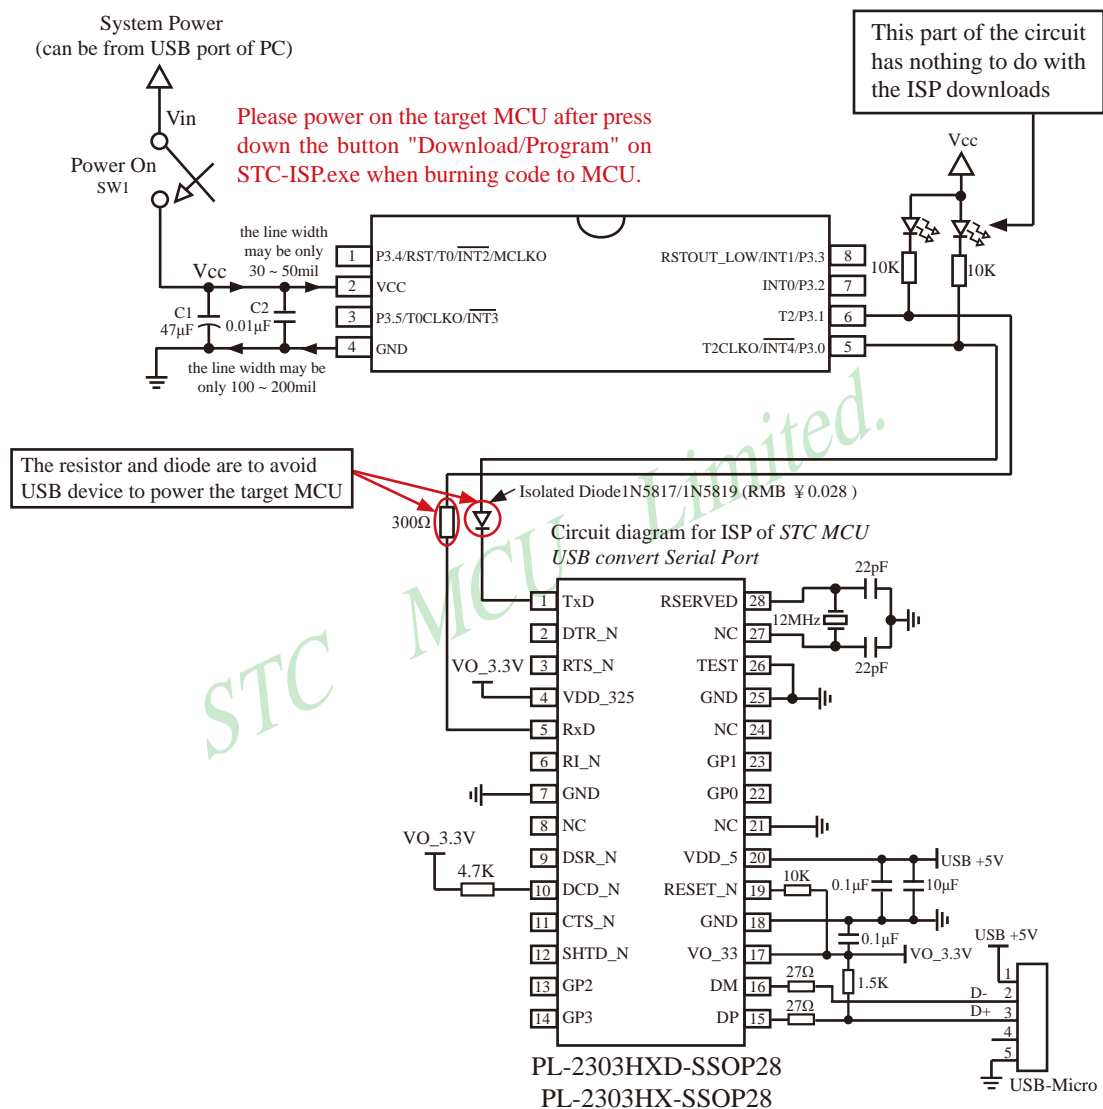 System Power
(can be from USB port of PC)
Vin
Power On
SW1
Please power on the target MCU after press
down the button "Download/Program" on
STC-ISP.exe when burning code to MCU.
This part of the circuit
has nothing to do with
the ISP downloads
Vcc
10K
10K
the line width
may be only
30 ~ 50mil
Vcc
C1
47μF
C2
0.01μF
the line width may be
only 100 ~ 200mil
1 P3.4/RST/T0/INT2/MCLKO
2 VCC
3 P3.5/T0CLKO/INT3
4 GND
RSTOUT_LOW/INT1/P3.3 8
INT0/P3.2 7
T2/P3.1 6
T2CLKO/INT4/P3.0 5
The resistor and diode are to avoid
USB device to power the target MCU
300Ω
Isolated Diode1N5817/1N5819 (RMB ¥0.028 )
Circuit diagram for ISP of STC MCU
USB convert Serial Port
STC MCU Limited.
1 TxD
2 DTR_N
3 RTS_N
VO_3.3V
4 VDD_325
5 RxD
6 RI_N
7 GND
8 NC
VO_3.3V
9 DSR_N
4.7K
10 DCD_N
11 CTS_N
12 SHTD_N
13 GP2
14 GP3
RSERVED 28
NC 27
TEST 26
GND 25
NC 24
GP1 23
GP0 22
NC 21
VDD_5 20
RESET_N 19
GND 18
VO_33 17
DM 16
DP 15
22pF
12MHz
22pF
USB +5V
10K
0.1μF
10μF
0.1μF
VO_3.3V
USB +5V
27Ω
1.5K
27Ω
D-
D+
1
2
3
4
5
USB-Micro
PL-2303HXD-SSOP28
PL-2303HX-SSOP28